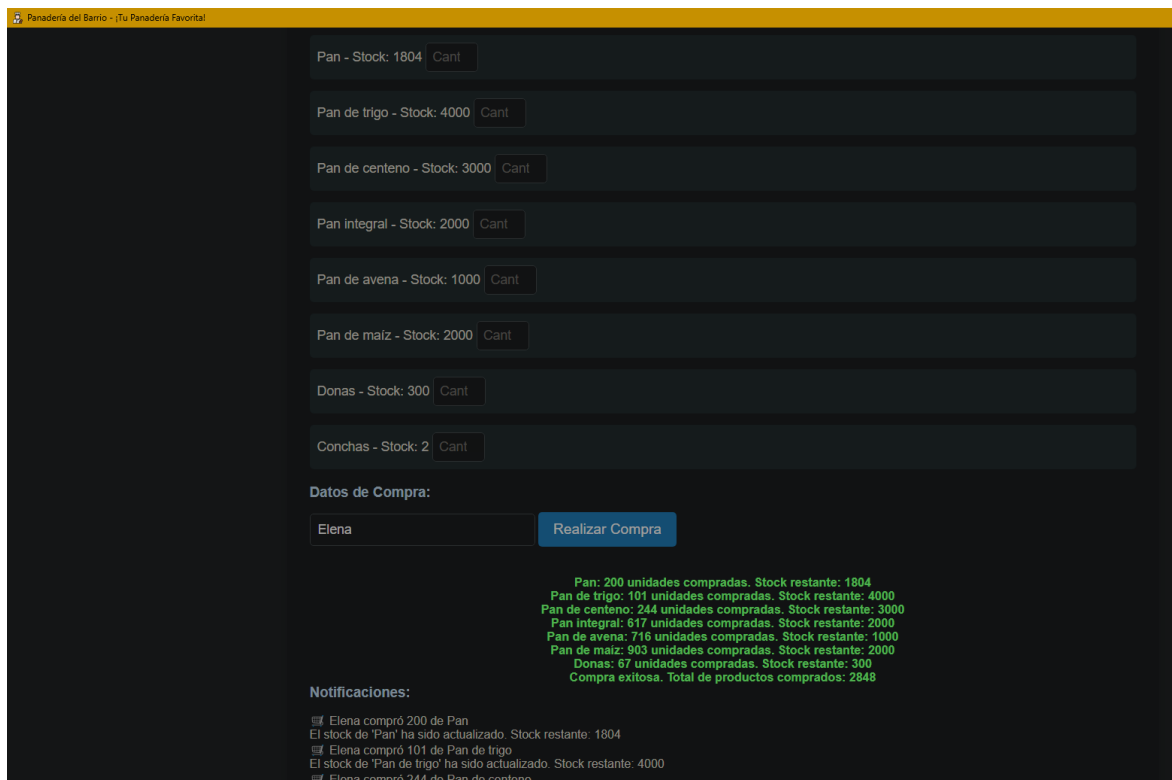 Panadería del Barrio - ¡Tu Panadería Favorita!
Pan - Stock: 1804 Cant
Pan de trigo - Stock: 4000 Cant
Pan de centeno - Stock: 3000 Cant
Pan integral - Stock: 2000 Cant
Pan de avena - Stock: 1000 Cant
Pan de maíz - Stock: 2000 Cant
Donas - Stock: 300 Cant
Conchas - Stock: 2 Cant
Datos de Compra:
Elena Realizar Compra
Pan: 200 unidades compradas. Stock restante: 1804
Pan de trigo: 101 unidades compradas. Stock restante: 4000
Pan de centeno: 244 unidades compradas. Stock restante: 3000
Pan integral: 617 unidades compradas. Stock restante: 2000
Pan de avena: 716 unidades compradas. Stock restante: 1000
Pan de maíz: 903 unidades compradas. Stock restante: 2000
Donas: 67 unidades compradas. Stock restante: 300
Compra exitosa. Total de productos comprados: 2848
Notificaciones:
🛒 Elena compró 200 de Pan
El stock de 'Pan' ha sido actualizado. Stock restante: 1804
🛒 Elena compró 101 de Pan de trigo
El stock de 'Pan de trigo' ha sido actualizado. Stock restante: 4000
🛒 Elena compró 244 de Pan de centeno